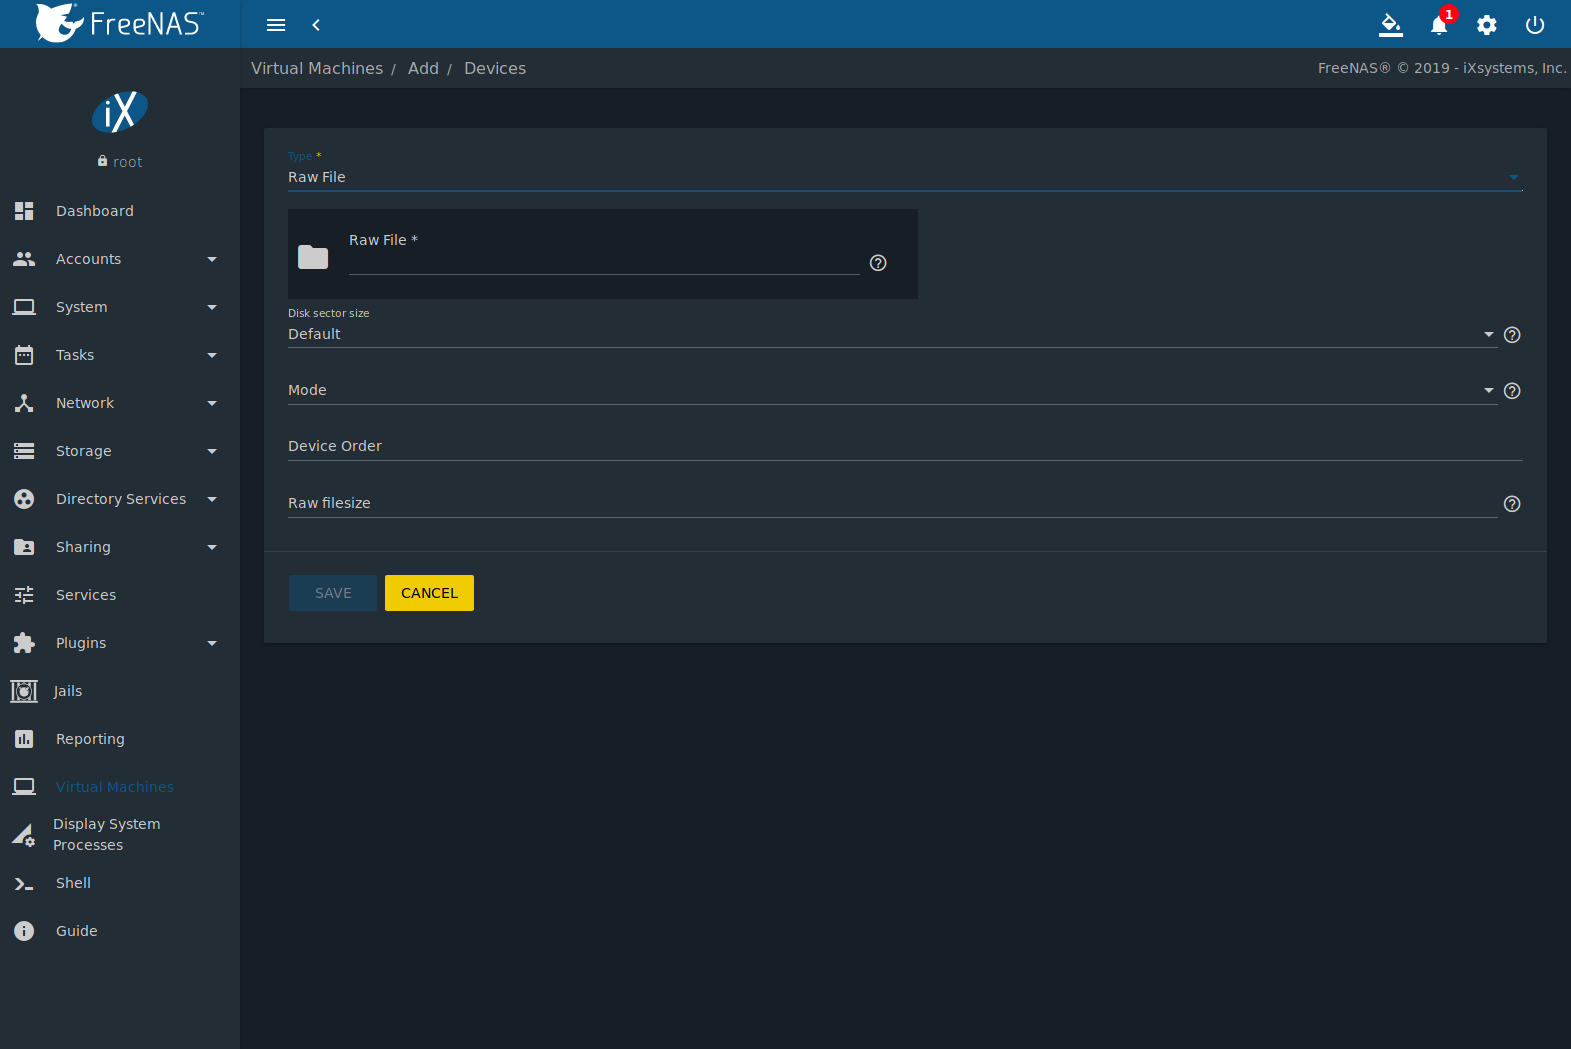 FreeNAS™
1
Virtual Machines / Add / Devices
FreeNAS® © 2019 - iXsystems, Inc.
iX
root
Dashboard
Accounts
System
Tasks
Network
Storage
Directory Services
Sharing
Services
Plugins
Jails
Reporting
Virtual Machines
Display System
Processes
Shell
Guide
Type *
Raw File
Raw File *
Disk sector size
Default
Mode
Device Order
Raw filesize
SAVE
CANCEL